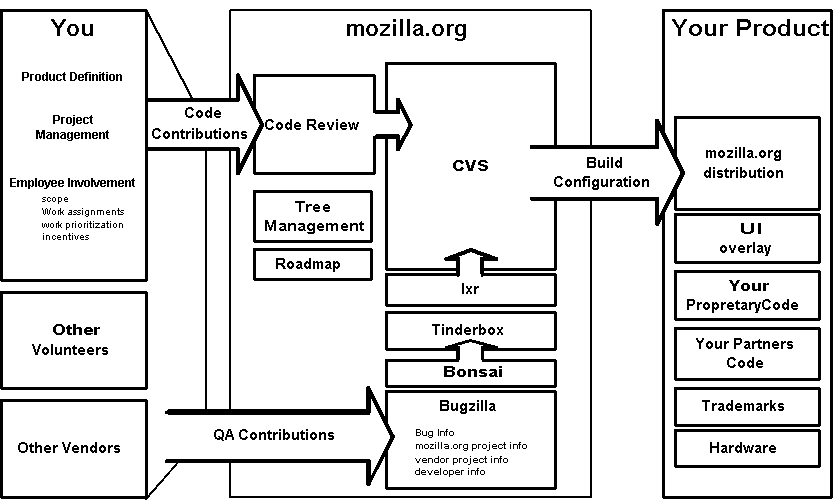 You
Product Definition
Project
Management
Employee Involvement
scope
Work assignments
work prioritization
incentives
Other
Volunteers
Other Vendors
Code
Contributions
QA Contributions
mozilla.org
Code Review
Tree
Management
Roadmap
CVS
lxr
Tinderbox
Bonsai
Bugzilla
Bug Info
mozilla.org project info
vendor project info
developer info
Build
Configuration
Your Product
mozilla.org
distribution
UI
overlay
Your
PropretaryCode
Your Partners
Code
Trademarks
Hardware